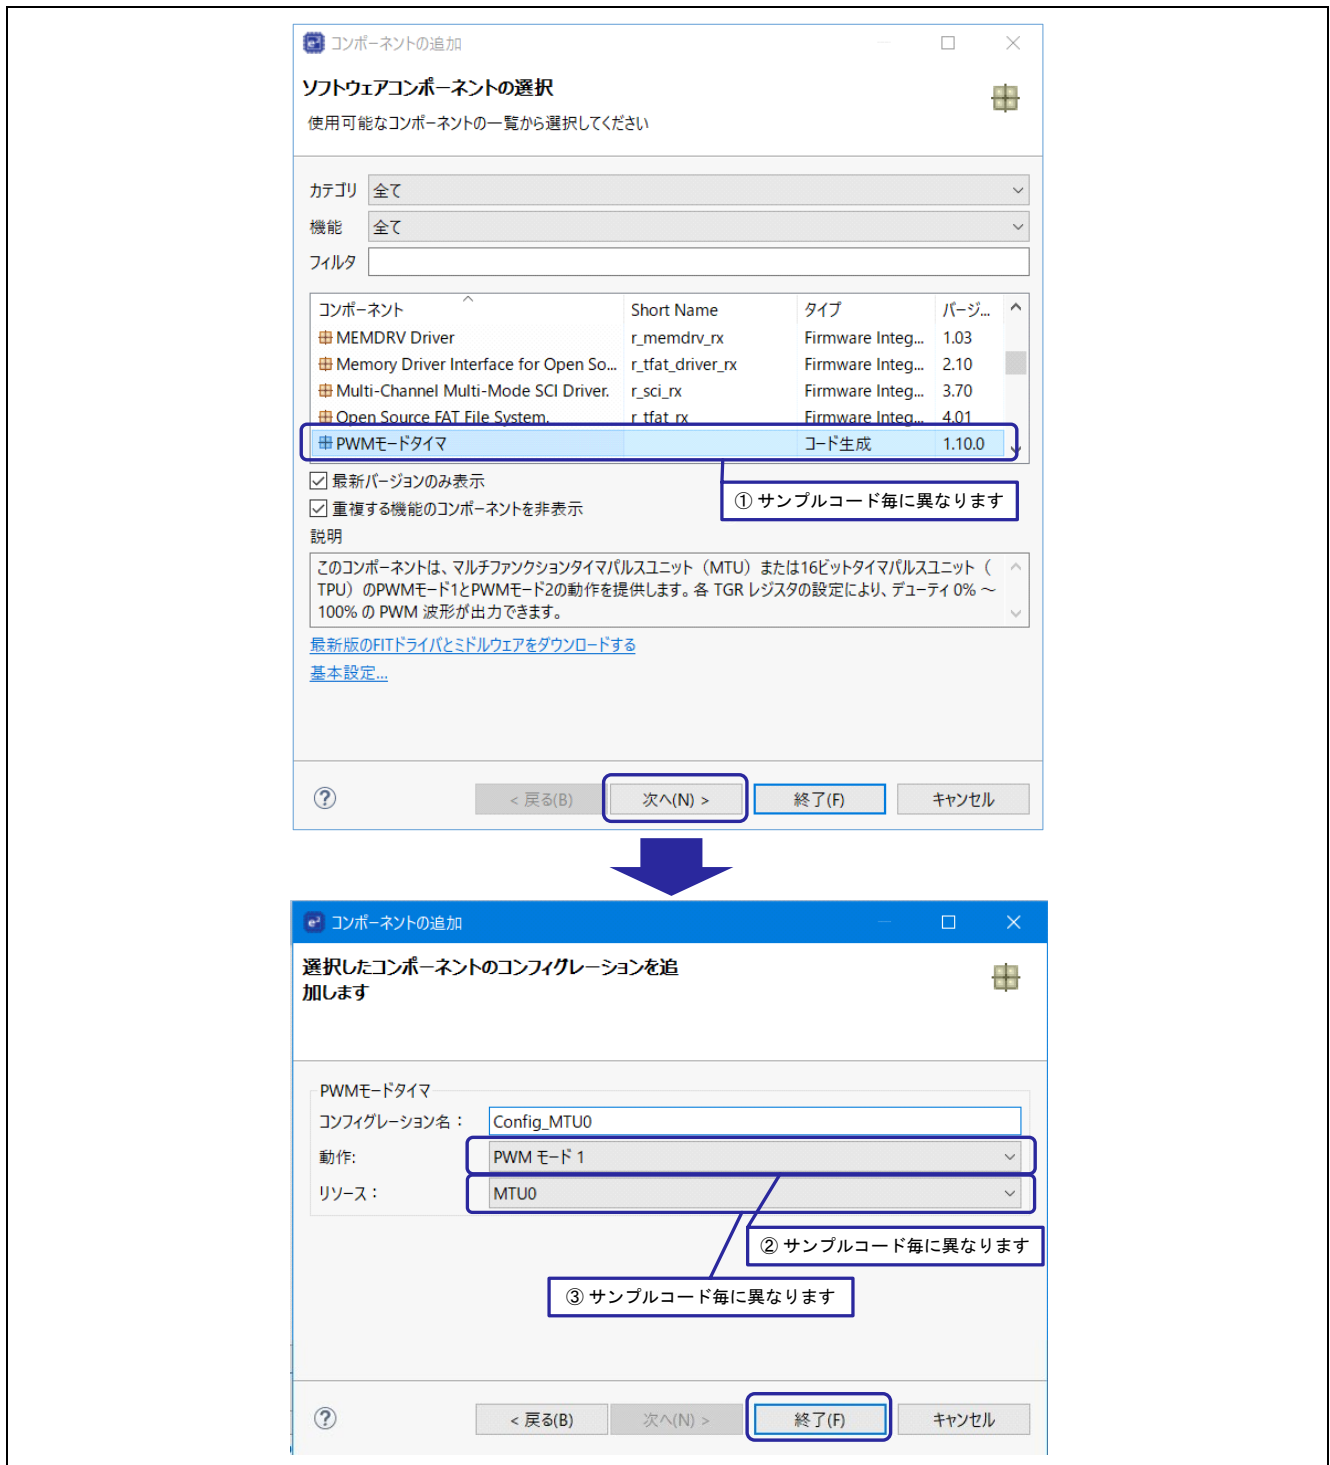 コンポーネントの追加
ソフトウェアコンポーネントの選択
使用可能なコンポーネントの一覧から選択してください
カテゴリ 全て
機能 全て
フィルタ
コンポーネント Short Name タイプ バージ...
MEMDRV Driver r_memdrv_rx Firmware Integ... 1.03
Memory Driver Interface for Open So... r_tfat_driver_rx Firmware Integ... 2.10
Multi-Channel Multi-Mode SCI Driver. r_sci_rx Firmware Integ... 3.70
Open Source FAT File System. r_tfat_rx Firmware Integ... 4.01
PWMモードタイマ コード生成 1.10.0
最新バージョンのみ表示
① サンプルコード毎に異なります
重複する機能のコンポーネントを非表示
説明
このコンポーネントは、マルチファンクションタイマパルスユニット（MTU）または16ビットタイマパルスユニット（
TPU）のPWMモード1とPWMモード2の動作を提供します。各 TGR レジスタの設定により、デューティ 0% ～
100% の PWM 波形が出力できます。
最新版のFITドライバとミドルウェアをダウンロードする
基本設定...
< 戻る(B) 次へ(N) > 終了(F) キャンセル
コンポーネントの追加
選択したコンポーネントのコンフィグレーションを追
加します
PWMモードタイマ
コンフィグレーション名： Config_MTU0
動作: PWM モード 1
リソース： MTU0
② サンプルコード毎に異なります
③ サンプルコード毎に異なります
< 戻る(B) 次へ(N) > 終了(F) キャンセル